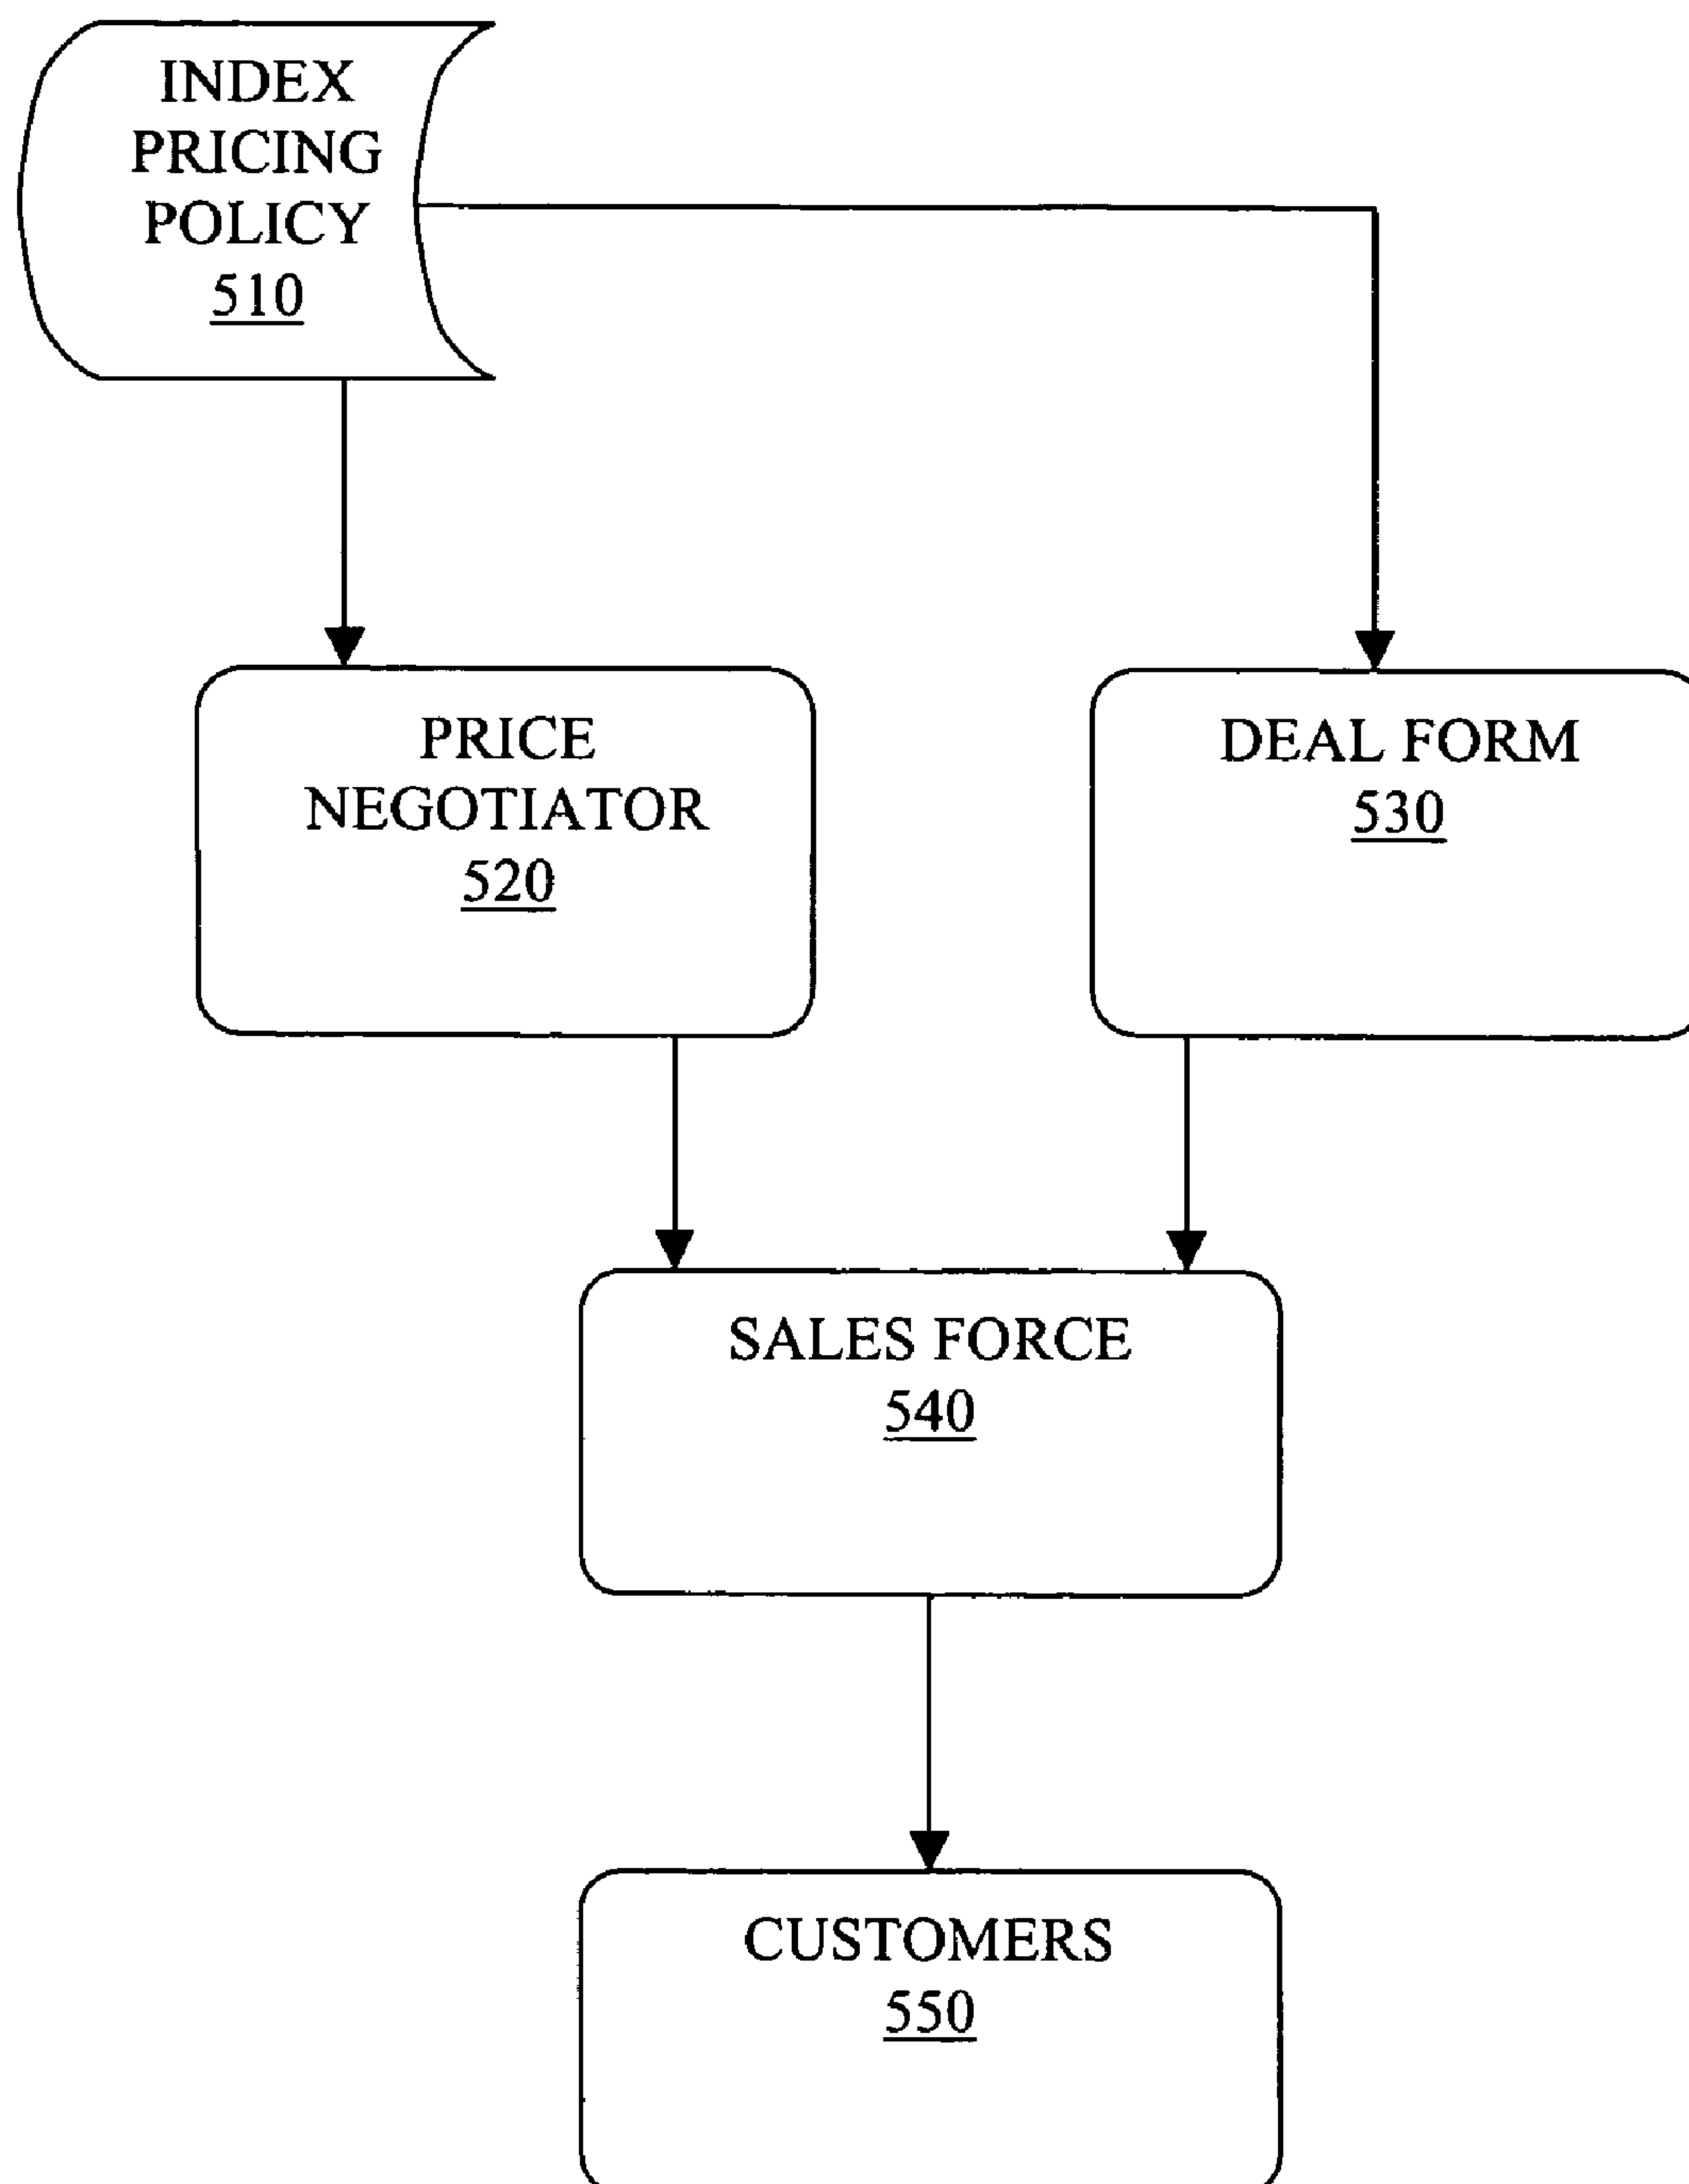 INDEX
PRICING
POLICY
510
PRICE
NEGOTIATOR
520
DEAL FORM
530
SALES FORCE
540
CUSTOMERS
550